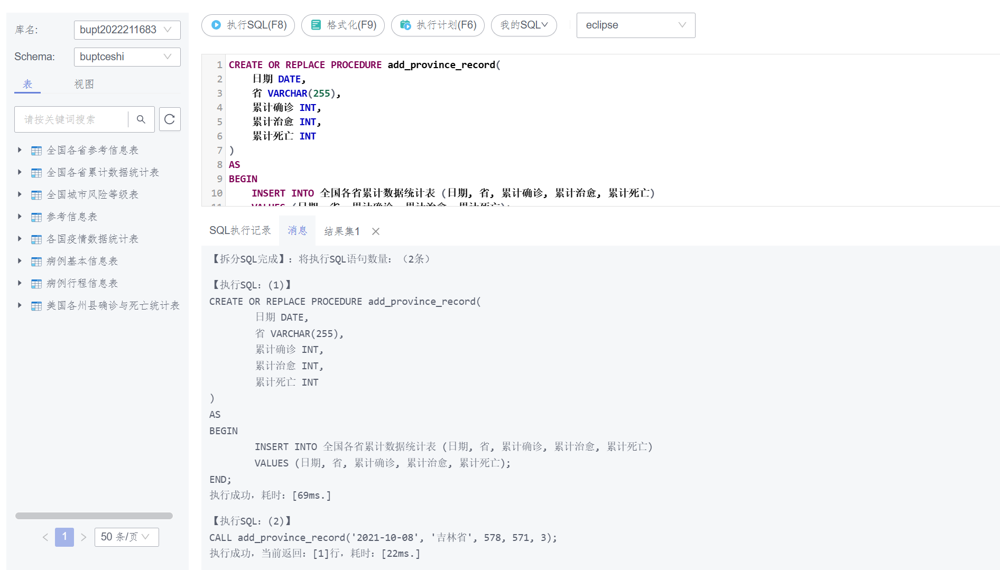 库名:
bupt2022211683
Schema:
buptceshi
表
视图
请按关键词搜索
全国各省参考信息表
全国各省累计数据统计表
全国城市风险等级表
参考信息表
各国疫情数据统计表
病例基本信息表
病例行程信息表
美国各州县确诊与死亡统计表
1
50 条/页
执行SQL(F8)
格式化(F9)
执行计划(F6)
我的SQL
eclipse
1 CREATE OR REPLACE PROCEDURE add_province_record(
2 日期 DATE,
3 省 VARCHAR(255),
4 累计确诊 INT,
5 累计治愈 INT,
6 累计死亡 INT
7 )
8 AS
9 BEGIN
10 INSERT INTO 全国各省累计数据统计表 (日期, 省, 累计确诊, 累计治愈, 累计死亡)
11 VALUES (日期, 省, 累计确诊, 累计治愈, 累计死亡);
SQL执行记录
消息
结果集1
【拆分SQL完成】：将执行SQL语句数量：（2条）
【执行SQL：(1)】
CREATE OR REPLACE PROCEDURE add_province_record(
日期 DATE,
省 VARCHAR(255),
累计确诊 INT,
累计治愈 INT,
累计死亡 INT
)
AS
BEGIN
INSERT INTO 全国各省累计数据统计表 (日期, 省, 累计确诊, 累计治愈, 累计死亡)
VALUES (日期, 省, 累计确诊, 累计治愈, 累计死亡);
END;
执行成功，耗时：[69ms.]
【执行SQL：(2)】
CALL add_province_record('2021-10-08', '吉林省', 578, 571, 3);
执行成功，当前返回：[1]行，耗时：[22ms.]